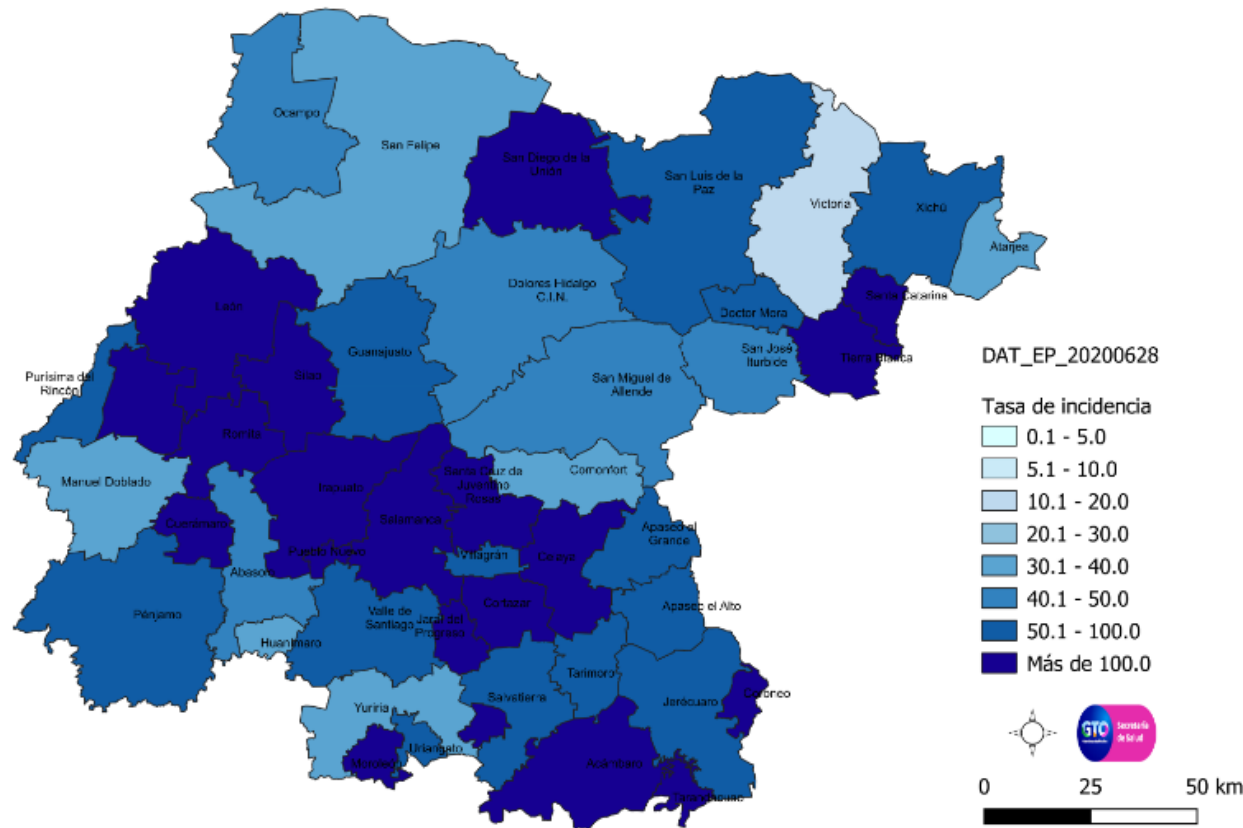 Ocampo
San Felipe
San Diego de la
Unión
San Luis de la
Paz
Victoria
Xichú
Atarjea
León
Dolores Hidalgo
C.I.N.
Santa Catarina
Doctor Mora
Guanajuato
San José
Iturbide
Tierra Blanca
Silao
Purísima del
Rincón
San Miguel de
Allende
Romita
Manuel Doblado
Irapuato
Santa Cruz de
Juventino
Rosas
Comonfort
Cuerámaro
Salamanca
Apaseo el
Grande
Pueblo Nuevo
Villagrán
Celaya
Abasolo
Pénjamo
Valle de
Santiago
Jaral del
Progreso
Cortazar
Apaseo el Alto
Huanímaro
Tarimoro
Yuriria
Salvatierra
Jerécuaro
Coroneo
Moroleón
Uriangato
Acámbaro
Tarandacuao
DAT_EP_20200628
Tasa de incidencia
0.1 - 5.0
5.1 - 10.0
10.1 - 20.0
20.1 - 30.0
30.1 - 40.0
40.1 - 50.0
50.1 - 100.0
Más de 100.0
GTO
Secretaría
de Salud
0 25 50 km